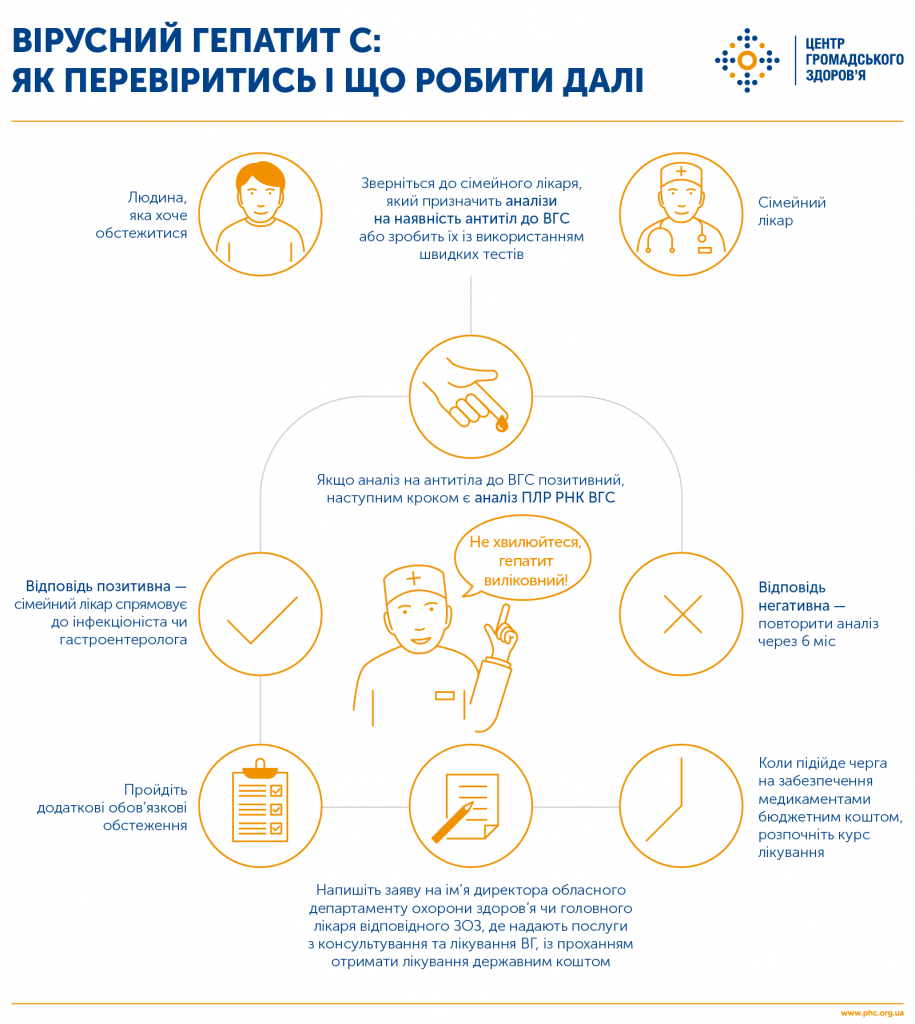 ВІРУСНИЙ ГЕПАТИТ С:
ЯК ПЕРЕВІРИТИСЬ І ЩО РОБИТИ ДАЛІ
ЦЕНТР
ГРОМАДСЬКОГО
ЗДОРОВ'Я
Людина,
яка хоче
обстежитися
Зверніться до сімейного лікаря,
який призначить аналізи
на наявність антитіл до ВГС
або зробить їх із використанням
швидких тестів
Сімейний
лікар
Якщо аналіз на антитіла до ВГС позитивний,
наступним кроком є аналіз ПЛР РНК ВГС
Не хвилюйтеся,
гепатит
виліковний!
Відповідь позитивна —
сімейний лікар спрямовує
до інфекціоніста чи
гастроентеролога
Відповідь
негативна —
повторити аналіз
через 6 міс
Пройдіть
додаткові обов'язкові
обстеження
Напишіть заяву на ім'я директора обласного
департаменту охорони здоров'я чи головного
лікаря відповідного ЗОЗ, де надають послуги
з консультування та лікування ВГ, із проханням
отримати лікування державним коштом
Коли підійде черга
на забезпечення
медикаментами
бюджетним коштом,
розпочніть курс
лікування
www.phc.org.ua